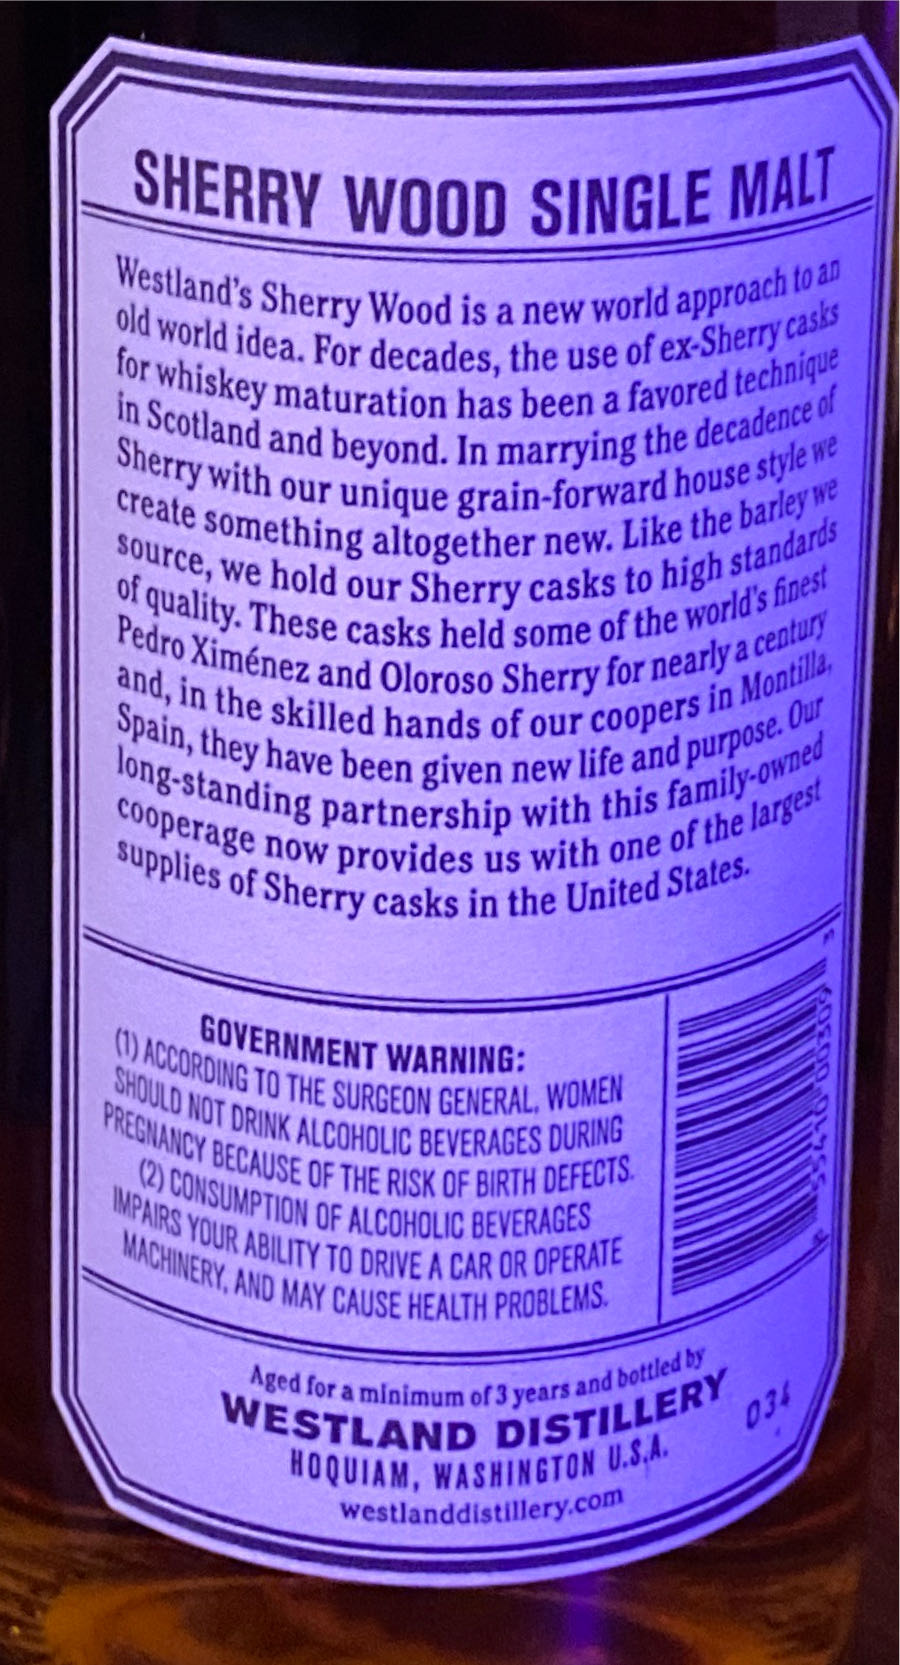 SHERRY WOOD SINGLE MALT
Westland's Sherry Wood is a new world approach to an
old world idea. For decades, the use of ex-Sherry casks
for whiskey maturation has been a favored technique
in Scotland and beyond. In marrying the decadence of
Sherry with our unique grain-forward house style we
create something altogether new. Like the barley we
source, we hold our Sherry casks to high standards
of quality. These casks held some of the world's finest
Pedro Ximénez and Oloroso Sherry for nearly a century
and, in the skilled hands of our coopers in Montilla,
Spain, they have been given new life and purpose. Our
long-standing partnership with this family-owned
cooperage now provides us with one of the largest
supplies of Sherry casks in the United States.
GOVERNMENT WARNING:
(1) ACCORDING TO THE SURGEON GENERAL, WOMEN
SHOULD NOT DRINK ALCOHOLIC BEVERAGES DURING
PREGNANCY BECAUSE OF THE RISK OF BIRTH DEFECTS.
(2) CONSUMPTION OF ALCOHOLIC BEVERAGES
IMPAIRS YOUR ABILITY TO DRIVE A CAR OR OPERATE
MACHINERY, AND MAY CAUSE HEALTH PROBLEMS.
Aged for a minimum of 3 years and bottled by
WESTLAND DISTILLERY
HOQUIAM, WASHINGTON U.S.A.
westlanddistillery.com
034